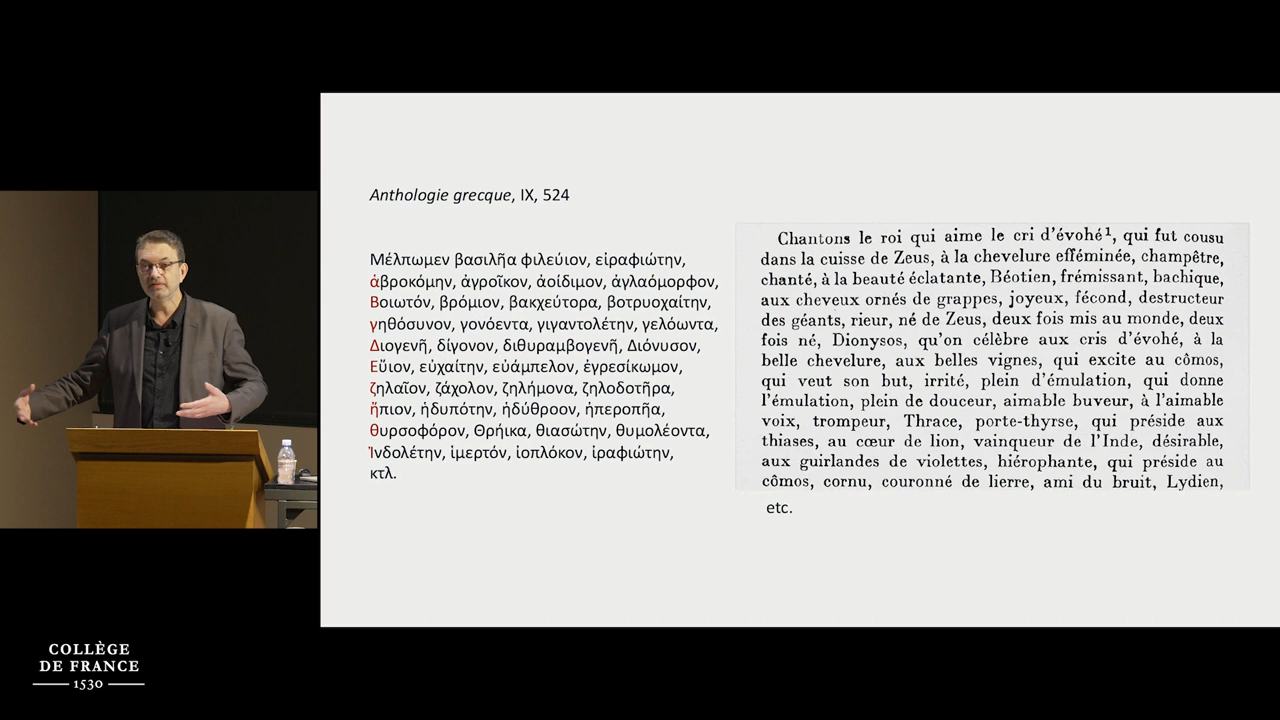 Anthologie grecque, IX, 524
Μέλπωμεν βασιλῆα φιλεύιον, εἰραφιώτην,
ἁβροκόμην, ἀγροῖκον, ἀοίδιμον, ἀγλαόμορφον,
Βοιωτόν, βρόμιον, βακχεύτορα, βοτρυοχαίτην,
γηθόσυνον, γονόεντα, γιγαντολέτην, γελόωντα,
Διογενῆ, δίγονον, διθυραμβογενῆ, Διόνυσον,
Εὔιον, εὐχαίτην, εὐάμπελον, ἐγρεσίκωμον,
ζηλαῖον, ζάχολον, ζηλήμονα, ζηλοδοτῆρα,
ἤπιον, ἡδυπότην, ἡδύθροον, ἠπεροπῆα,
θυρσοφόρον, Θρήικα, θιασώτην, θυμολέοντα,
Ἰνδολέτην, ἱμερτόν, ἰοπλόκον, ἰραφιώτην,
κτλ.
Chantons le roi qui aime le cri d'évohé¹, qui fut cousu
dans la cuisse de Zeus, à la chevelure efféminée, champêtre,
chanté, à la beauté éclatante, Béotien, frémissant, bachique,
aux cheveux ornés de grappes, joyeux, fécond, destructeur
des géants, rieur, né de Zeus, deux fois mis au monde, deux
fois né, Dionysos, qu'on célèbre aux cris d'évohé, à la
belle chevelure, aux belles vignes, qui excite au cômos,
qui veut son but, irrité, plein d'émulation, qui donne
l'émulation, plein de douceur, aimable buveur, à l'aimable
voix, trompeur, Thrace, porte-thyrse, qui préside aux
thiases, au cœur de lion, vainqueur de l'Inde, désirable,
aux guirlandes de violettes, hiérophante, qui préside au
cômos, cornu, couronné de lierre, ami du bruit, Lydien,
etc.
COLLÈGE
DE FRANCE
1530